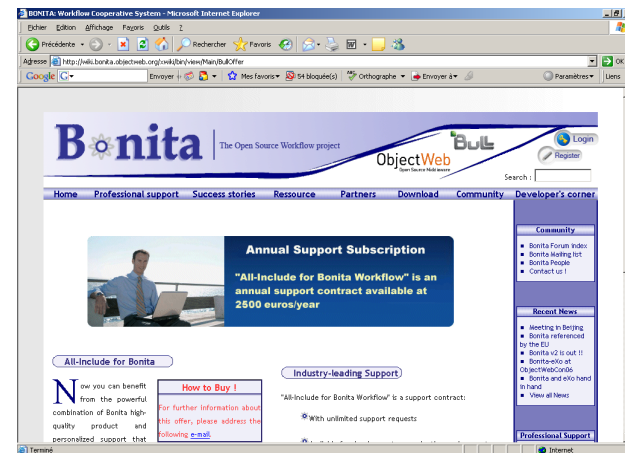 BONITA: Workflow Cooperative System - Microsoft Internet Explorer
Fichier Edition Affichage Favoris Outils ?
Précédente Rechercher Favoris
Adresse http://wiki.bonita.objectweb.org/xwiki/bin/view/Main/BullOffer OK
Google G Envoyer Mes favoris 54 bloquée(s) Orthographe Envoyer à Paramètres Liens
Bonita The Open Source Workflow project
ObjectWeb
Open Source Middleware
Bull
Login
Register
Search :
Home Professional support Success stories Ressource Partners Download Community Developer's corner
Annual Support Subscription
"All-Include for Bonita Workflow" is an
annual support contract available at
2500 euros/year
All-Include for Bonita
Now you can benefit
from the powerful
combination of Bonita high-
quality product and
personalized support that
How to Buy !
For further information about
this offer, please address the
following e-mail.
Industry-leading Support
"All-Include for Bonita Workflow" is a support contract:
With unlimited support requests
Community
Bonita Forum Index
Bonita Mailing list
Bonita People
Contact us !
Recent News
Meeting in Beijing
Bonita referenced
by the EU
Bonita v2 is out !!
Bonita-eXo at
ObjectWebCon06
Bonita and eXo hand
in hand
View all News
Professional Support
Terminé Internet